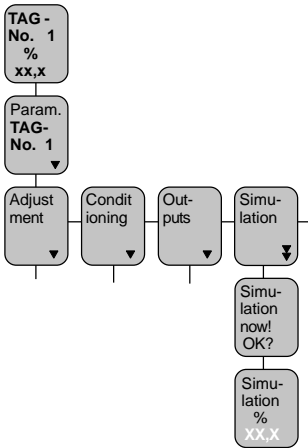 TAG -
No. 1
%
xx,x
Param.
TAG-
No. 1
Adjust
ment
Condit
ioning
Out-
puts
Simu-
lation
Simu-
lation
now!
OK?
Simu-
lation
%
XX,X